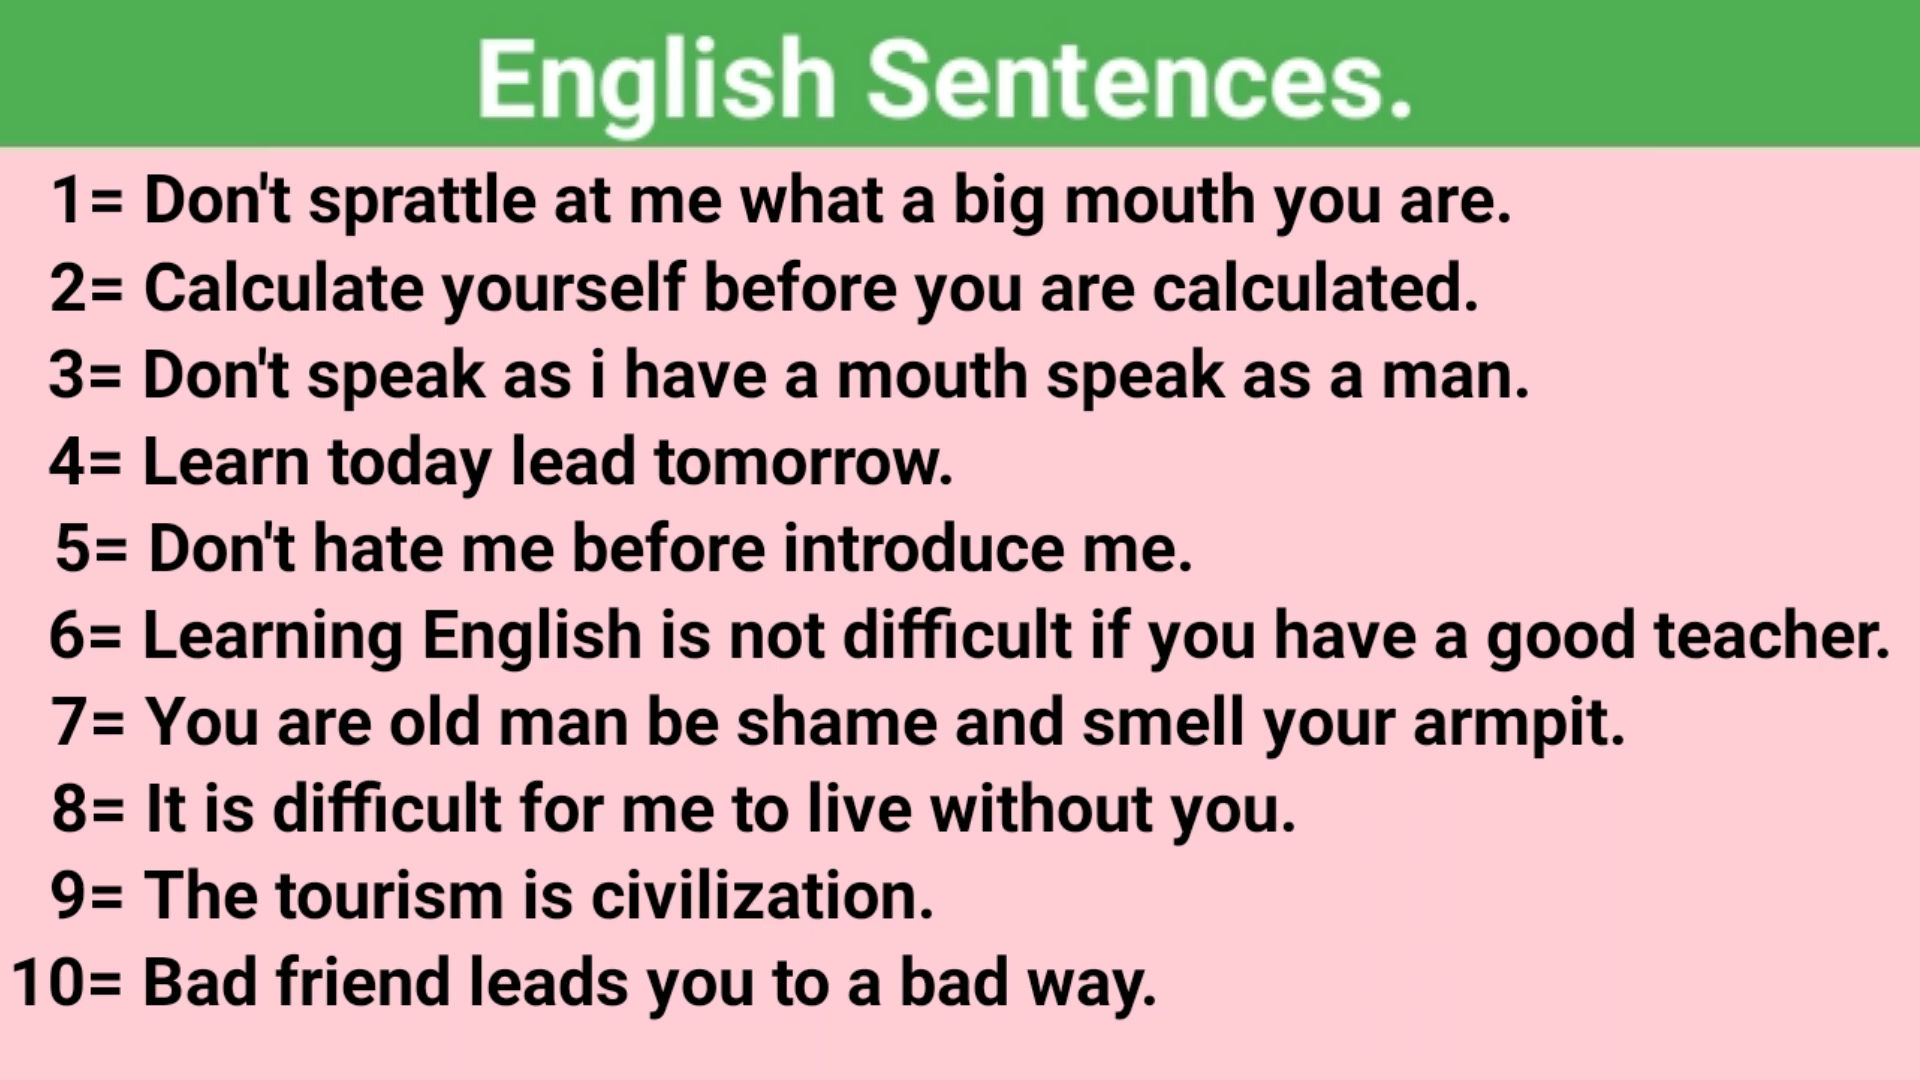 English Sentences.
1= Don't sprattle at me what a big mouth you are.
2= Calculate yourself before you are calculated.
3= Don't speak as i have a mouth speak as a man.
4= Learn today lead tomorrow.
5= Don't hate me before introduce me.
6= Learning English is not difficult if you have a good teacher.
7= You are old man be shame and smell your armpit.
8= It is difficult for me to live without you.
9= The tourism is civilization.
10= Bad friend leads you to a bad way.